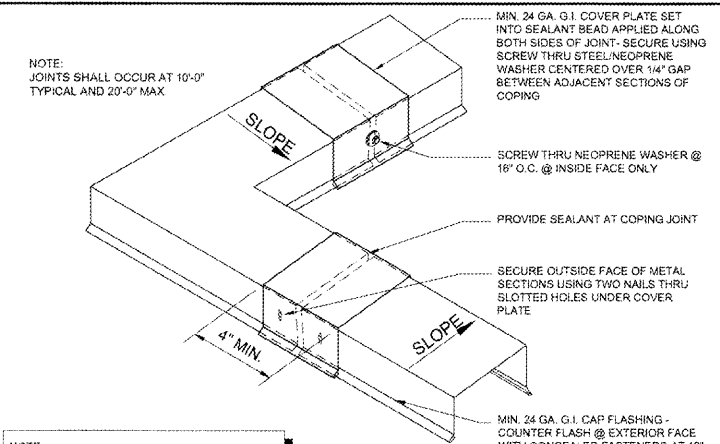 MIN. 24 GA. G.I. COVER PLATE SET
INTO SEALANT BEAD APPLIED ALONG
BOTH SIDES OF JOINT- SECURE USING
SCREW THRU STEEL/NEOPRENE
WASHER CENTERED OVER 1/4" GAP
BETWEEN ADJACENT SECTIONS OF
COPING
NOTE:
JOINTS SHALL OCCUR AT 10'-0"
TYPICAL AND 20'-0" MAX
SLOPE
SCREW THRU NEOPRENE WASHER @
16" O.C. @ INSIDE FACE ONLY
PROVIDE SEALANT AT COPING JOINT
SECURE OUTSIDE FACE OF METAL
SECTIONS USING TWO NAILS THRU
SLOTTED HOLES UNDER COVER
PLATE
4" MIN.
SLOPE
MIN. 24 GA. G.I. CAP FLASHING -
COUNTER FLASH @ EXTERIOR FACE